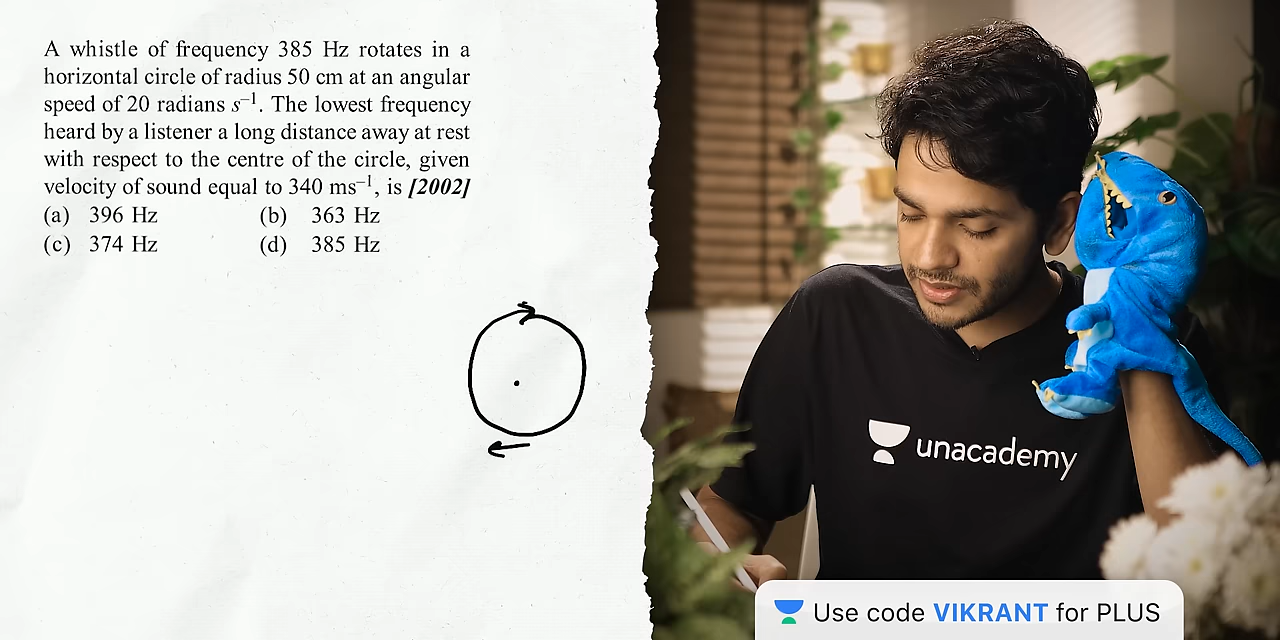 A whistle of frequency 385 Hz rotates in a
horizontal circle of radius 50 cm at an angular
speed of 20 radians s⁻¹. The lowest frequency
heard by a listener a long distance away at rest
with respect to the centre of the circle, given
velocity of sound equal to 340 ms⁻¹, is [2002]
(a) 396 Hz (b) 363 Hz
(c) 374 Hz (d) 385 Hz
unacademy
Use code VIKRANT for PLUS